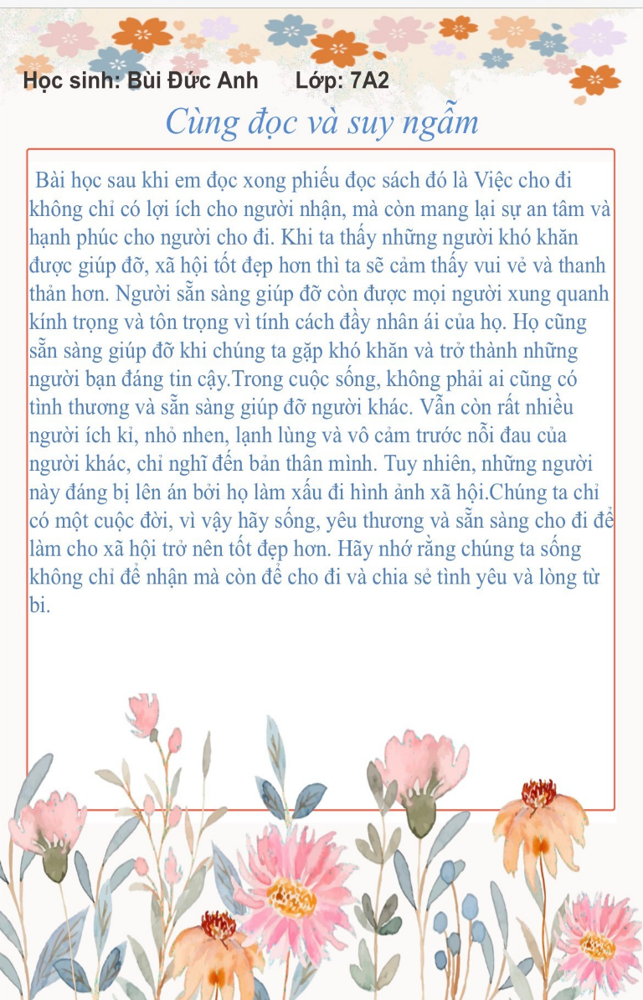 Học sinh: Bùi Đức Anh Lớp: 7A2
Cùng đọc và suy ngẫm
Bài học sau khi em đọc xong phiếu đọc sách đó là Việc cho đi
không chỉ có lợi ích cho người nhận, mà còn mang lại sự an tâm và
hạnh phúc cho người cho đi. Khi ta thấy những người khó khăn
được giúp đỡ, xã hội tốt đẹp hơn thì ta sẽ cảm thấy vui vẻ và thanh
thản hơn. Người sẵn sàng giúp đỡ còn được mọi người xung quanh
kính trọng và tôn trọng vì tính cách đầy nhân ái của họ. Họ cũng
sẵn sàng giúp đỡ khi chúng ta gặp khó khăn và trở thành những
người bạn đáng tin cậy.Trong cuộc sống, không phải ai cũng có
tình thương và sẵn sàng giúp đỡ người khác. Vẫn còn rất nhiều
người ích kỉ, nhỏ nhen, lạnh lùng và vô cảm trước nỗi đau của
người khác, chỉ nghĩ đến bản thân mình. Tuy nhiên, những người
này đáng bị lên án bởi họ làm xấu đi hình ảnh xã hội.Chúng ta chỉ
có một cuộc đời, vì vậy hãy sống, yêu thương và sẵn sàng cho đi để
làm cho xã hội trở nên tốt đẹp hơn. Hãy nhớ rằng chúng ta sống
không chỉ để nhận mà còn để cho đi và chia sẻ tình yêu và lòng từ
bi.